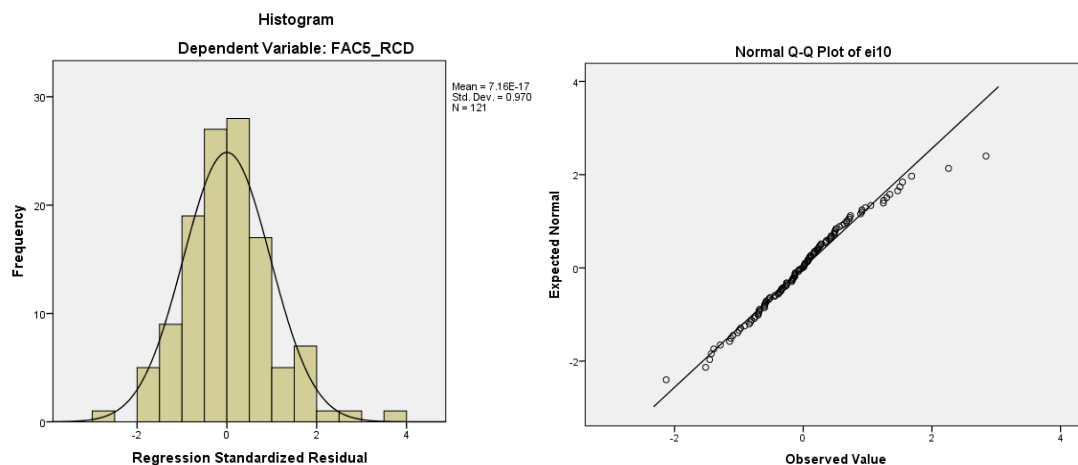 Histogram
Dependent Variable: FAC5_RCD
Mean = 7.16E-17
Std. Dev. = 0.970
N = 121
30
20
10
0
Frequency
-2
0
2
4
Regression Standardized Residual
Normal Q-Q Plot of ei10
4
2
0
-2
Expected Normal
-2
0
2
4
Observed Value